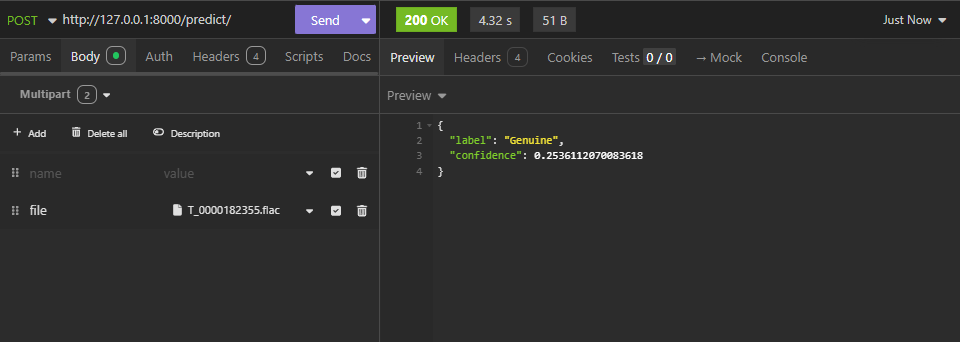 POST http://127.0.0.1:8000/predict/ Send
200 OK 4.32 s 51 B Just Now
Params Body Auth Headers 4 Scripts Docs
Preview Headers 4 Cookies Tests 0 / 0 → Mock Console
Multipart 2
Preview
+ Add Delete all Description
name value
file T_0000182355.flac
1 {
2 "label": "Genuine",
3 "confidence": 0.2536112070083618
4 }